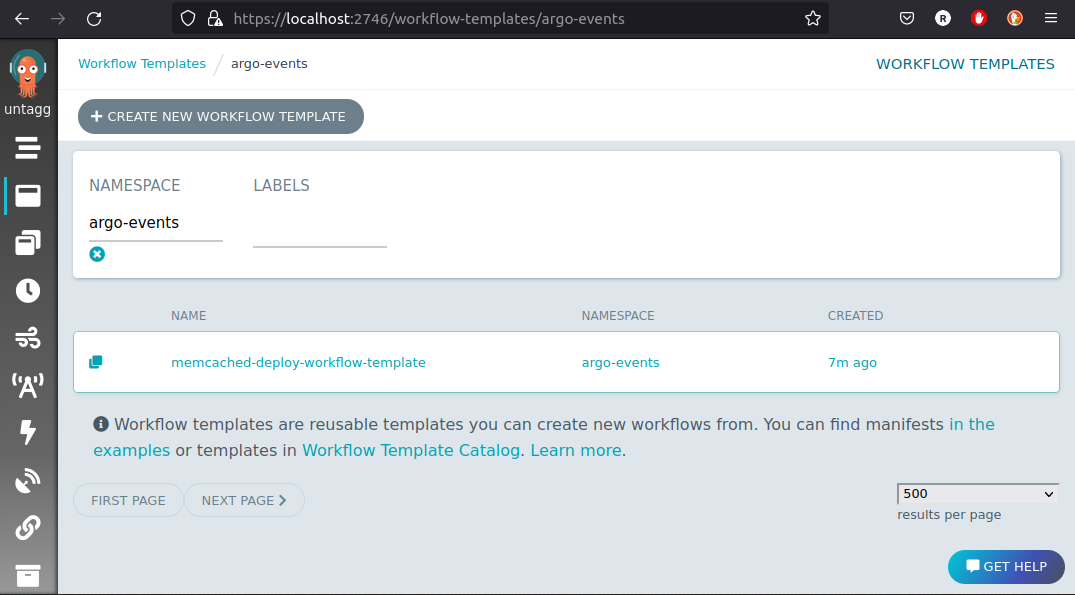 https://localhost:2746/workflow-templates/argo-events
R
untagg
Workflow Templates / argo-events
WORKFLOW TEMPLATES
+ CREATE NEW WORKFLOW TEMPLATE
NAMESPACE LABELS
argo-events
NAME NAMESPACE CREATED
memcached-deploy-workflow-template argo-events 7m ago
Workflow templates are reusable templates you can create new workflows from. You can find manifests in the
examples or templates in Workflow Template Catalog. Learn more.
FIRST PAGE NEXT PAGE
500
results per page
GET HELP